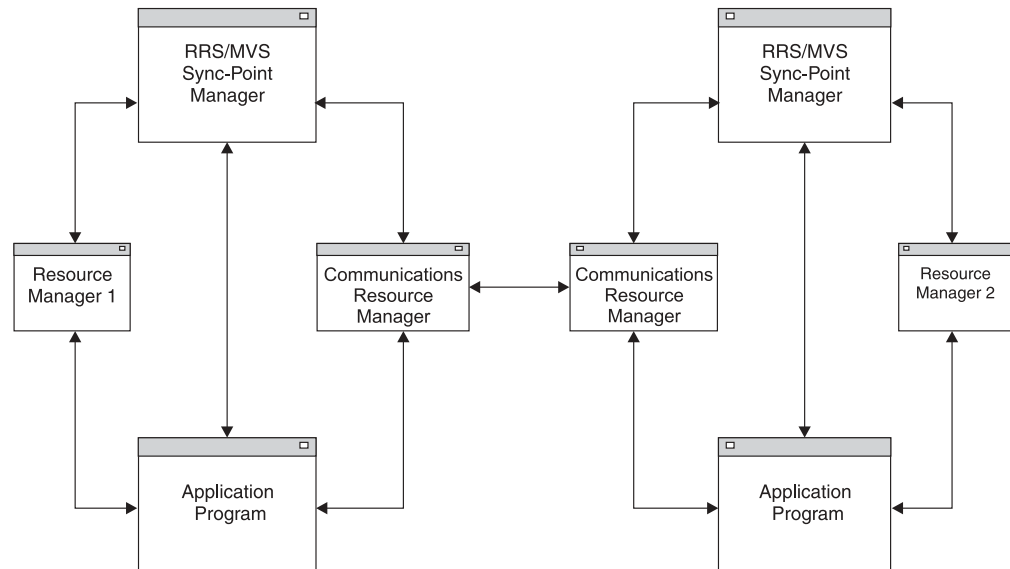 RRS/MVS
Sync-Point
Manager
RRS/MVS
Sync-Point
Manager
Resource
Manager 1
Communications
Resource
Manager
Communications
Resource
Manager
Resource
Manager 2
Application
Program
Application
Program